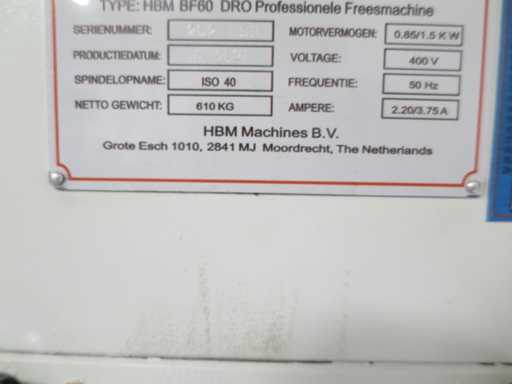 TYPE: HBM BF60 DRO Professionele Freesmachine
SERIENUMMER: MOTORVERMOGEN: 0.85/1.5 K W
PRODUCTIEDATUM: VOLTAGE: 400 V
SPINDELOPNAME: ISO 40 FREQUENTIE: 50 Hz
NETTO GEWICHT: 610 KG AMPERE: 2.20/3.75 A
HBM Machines B.V.
Grote Esch 1010, 2841 MJ Moordrecht, The Netherlands